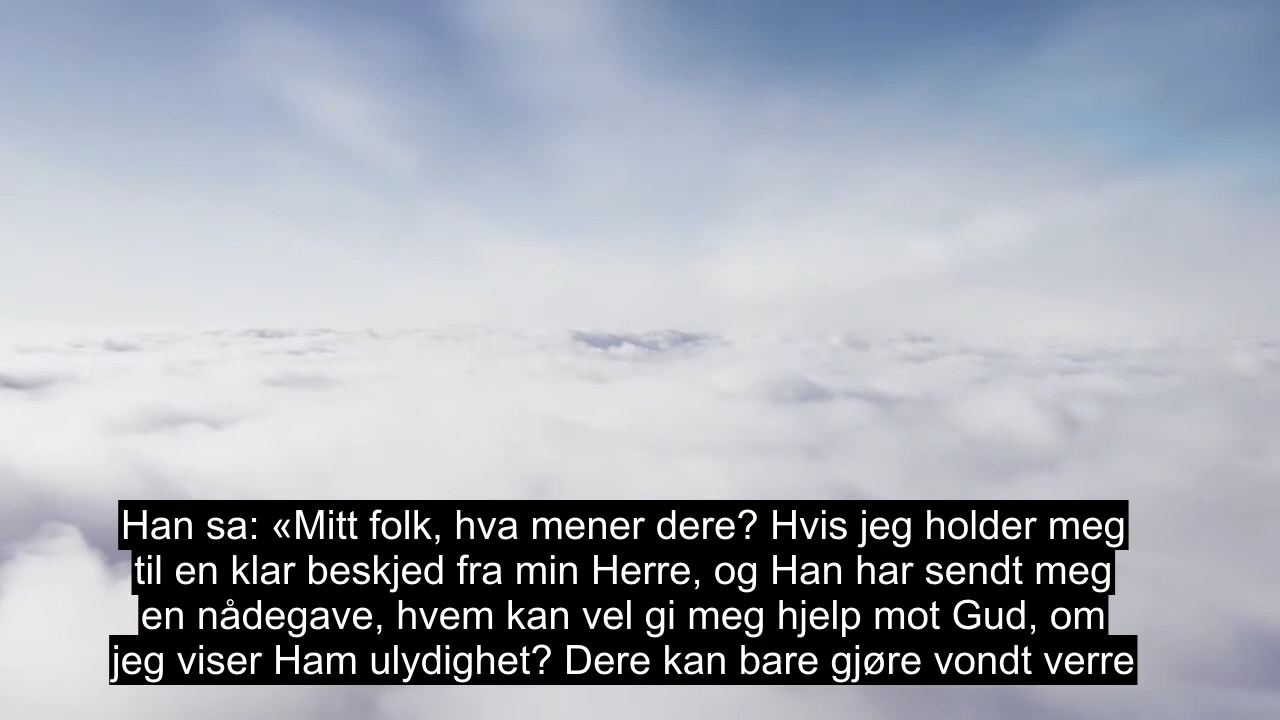 Han sa: «Mitt folk, hva mener dere? Hvis jeg holder meg
til en klar beskjed fra min Herre, og Han har sendt meg
en nådegave, hvem kan vel gi meg hjelp mot Gud, om
jeg viser Ham ulydighet? Dere kan bare gjøre vondt verre